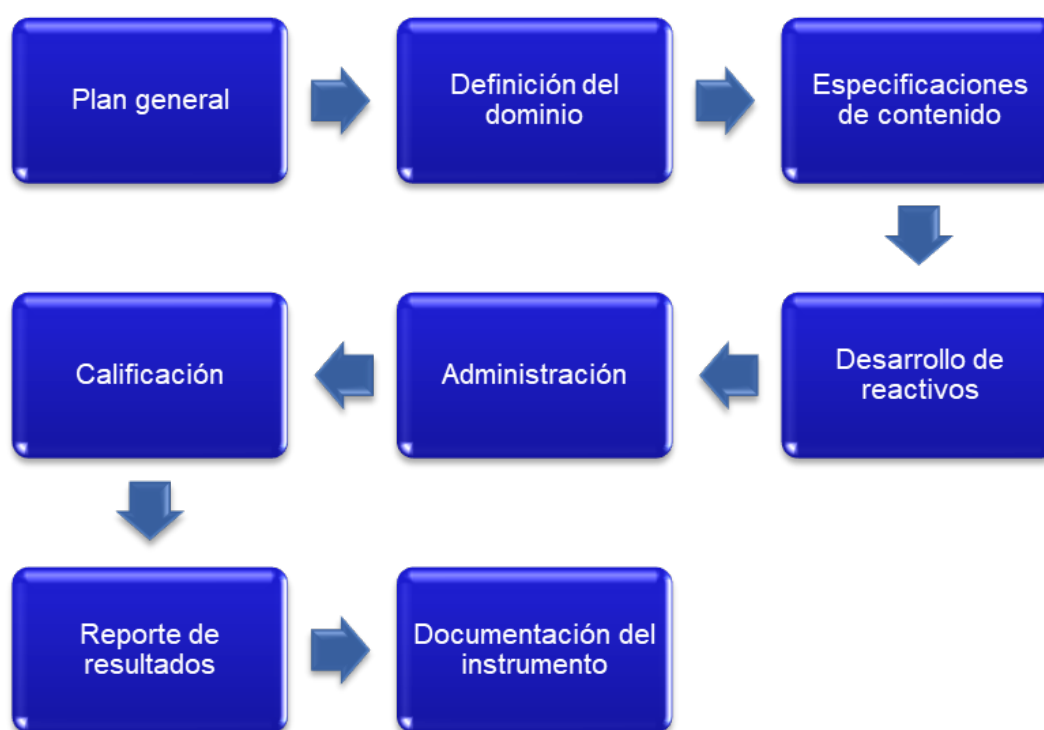 Plan general
Definición del
dominio
Especificaciones
de contenido
Desarrollo de
reactivos
Administración
Calificación
Reporte de
resultados
Documentación del
instrumento